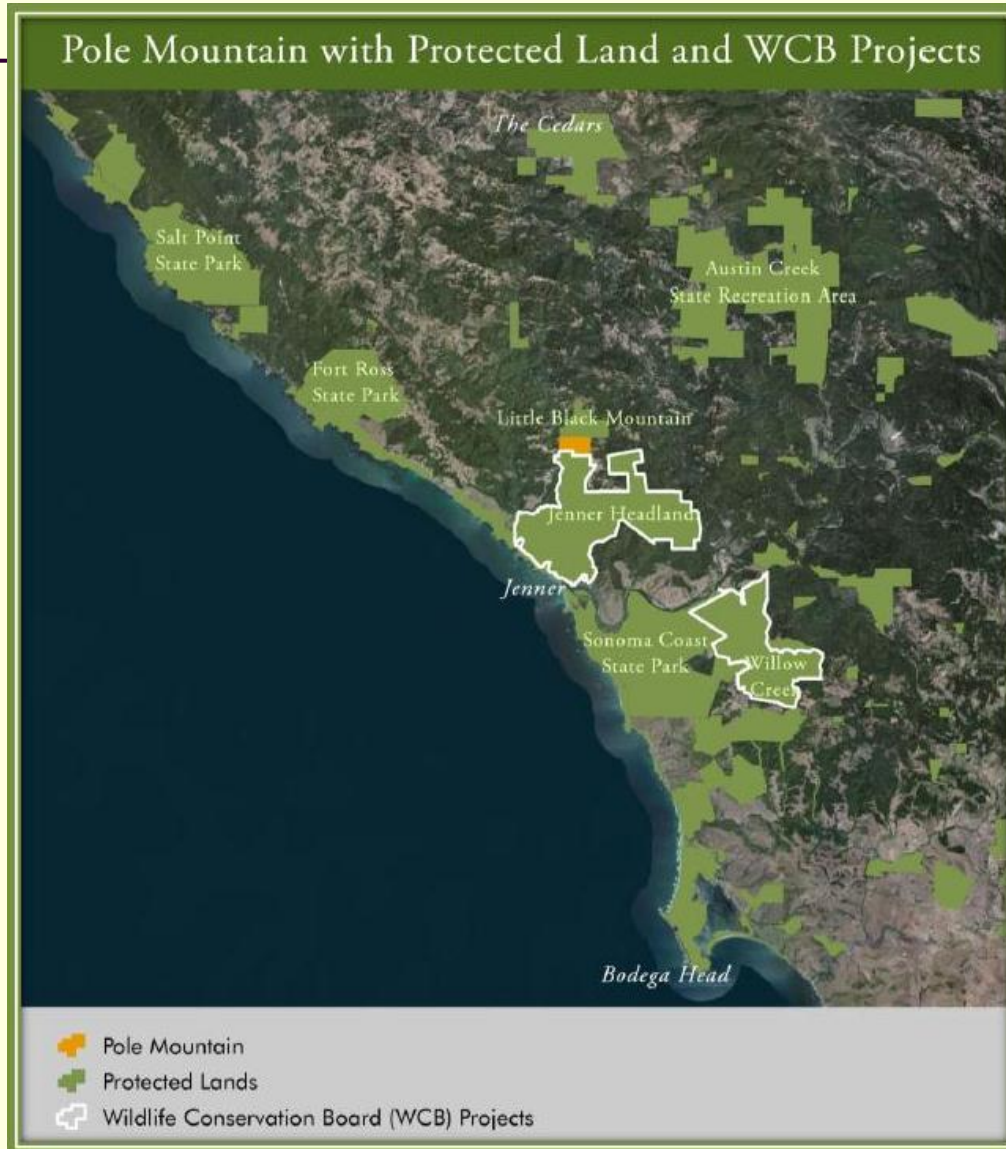 Pole Mountain with Protected Land and WCB Projects
The Cedars
Salt Point
State Park
Austin Creek
State Recreation Area
Fort Ross
State Park
Little Black Mountain
Jenner Headland
Jenner
Sonoma Coast
State Park
Willow
Creek
Bodega Head
Pole Mountain
Protected Lands
Wildlife Conservation Board (WCB) Projects